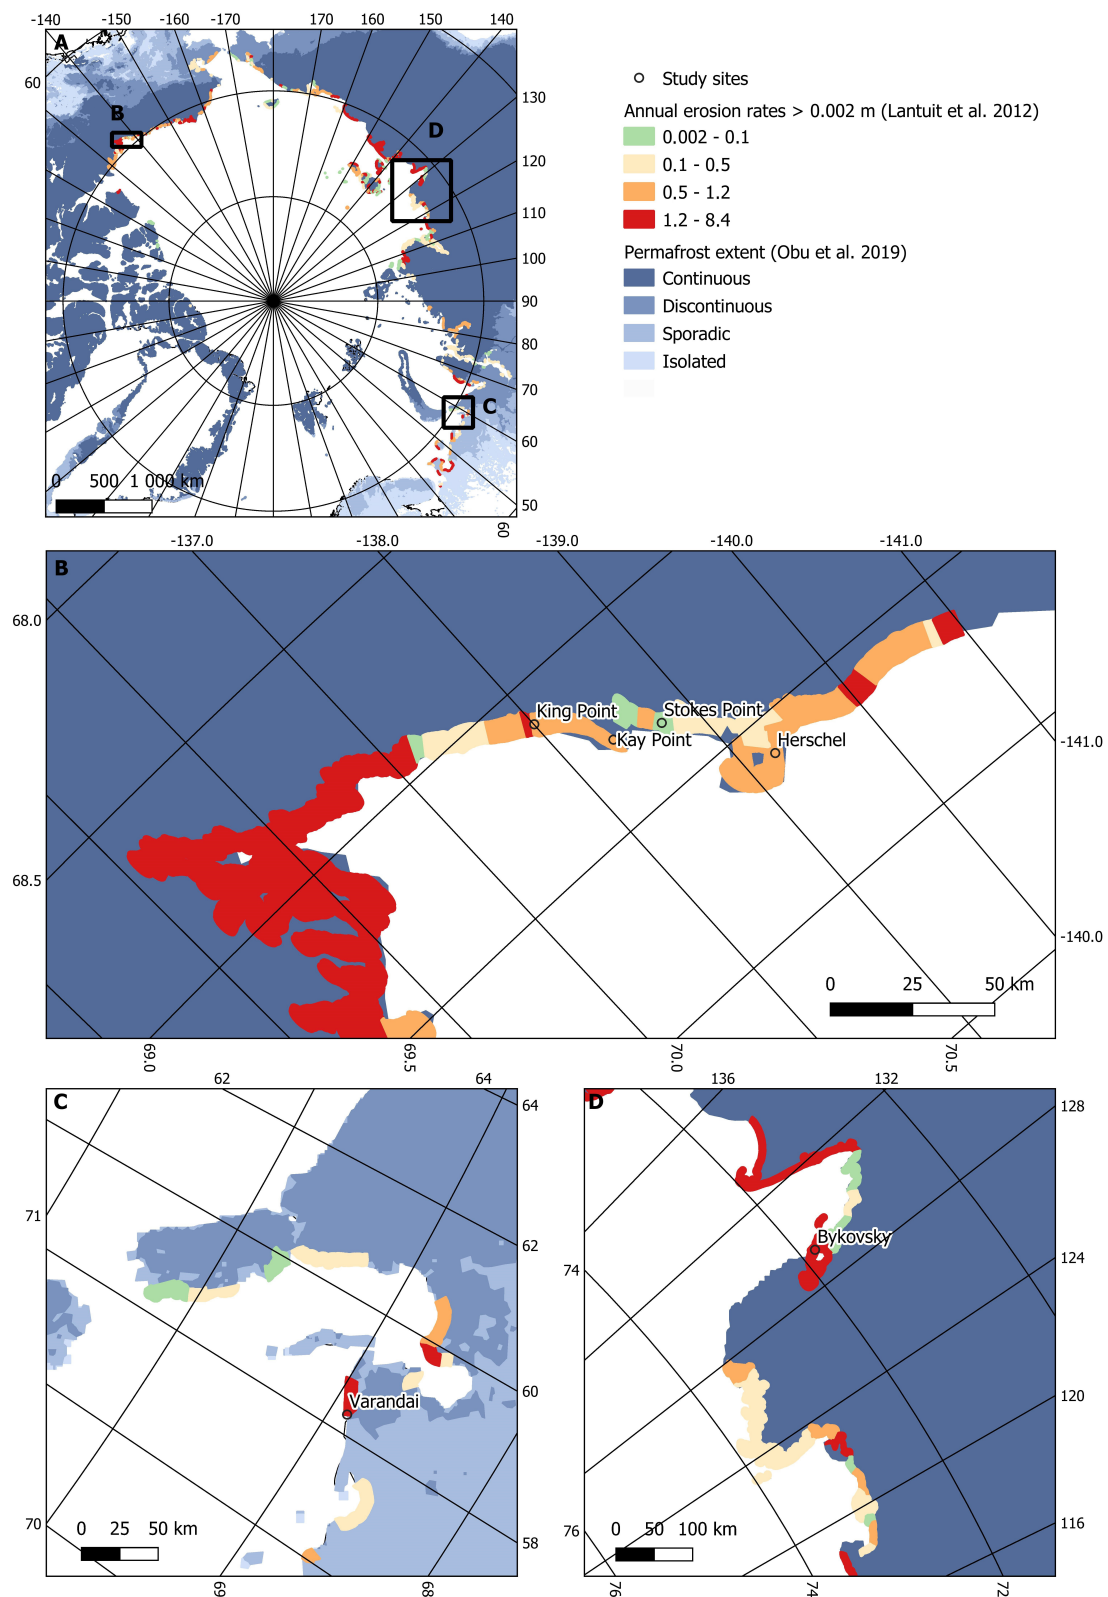 -140 -150 -160 -170 170 160 150 140
A
60
130
B
D
120
110
100
90
80
70
C
60
0 500 1 000 km
50
60
Study sites
Annual erosion rates > 0.002 m (Lantuit et al. 2012)
0.002 - 0.1
0.1 - 0.5
0.5 - 1.2
1.2 - 8.4
Permafrost extent (Obu et al. 2019)
Continuous
Discontinuous
Sporadic
Isolated
-137.0 -138.0 -139.0 -140.0 -141.0
B
68.0
King Point
Stokes Point
Kay Point
Herschel
-141.0
68.5
-140.0
0 25 50 km
69.0 69.5 70.0 70.5
62 64
C
64
71
62
60
Varandai
70
0 25 50 km
58
69 68
136 132
D
128
Bykovsky
124
74
120
116
76
0 50 100 km
76 74 72